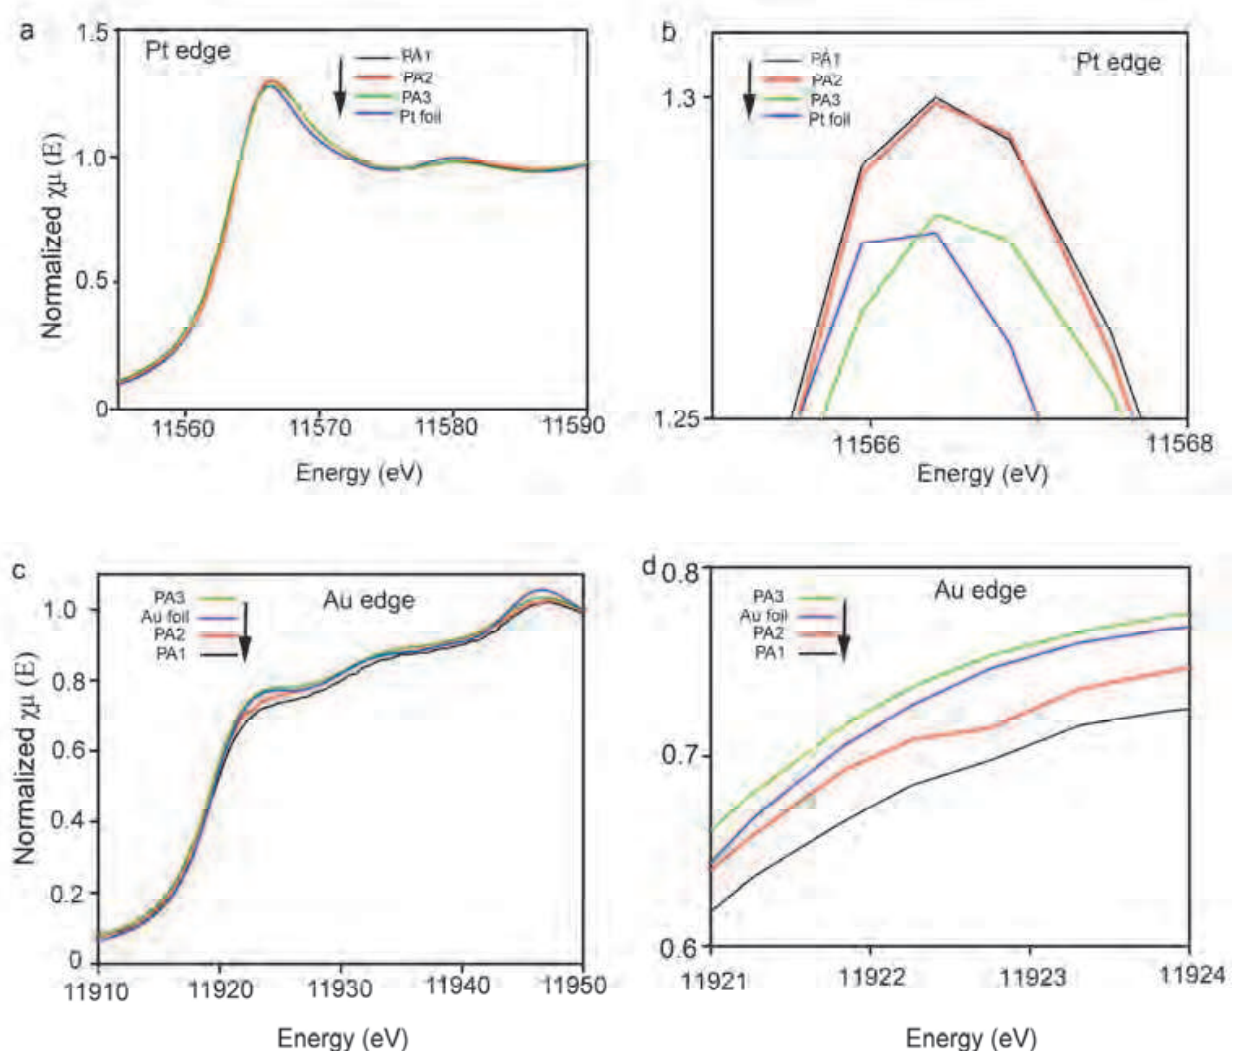 a
Pt edge
PA1
PA2
PA3
Pt foil
1.5
1.0
0.5
0
11560 11570 11580 11590
Normalized χμ (E)
Energy (eV)
b
Pt edge
PA1
PA2
PA3
Pt foil
1.3
1.25
11566 11568
Energy (eV)
c
Au edge
PA3
Au foil
PA2
PA1
1.0
0.8
0.6
0.4
0.2
0
11910 11920 11930 11940 11950
Normalized χμ (E)
Energy (eV)
d
Au edge
PA3
Au foil
PA2
PA1
0.8
0.7
0.6
11921 11922 11923 11924
Energy (eV)